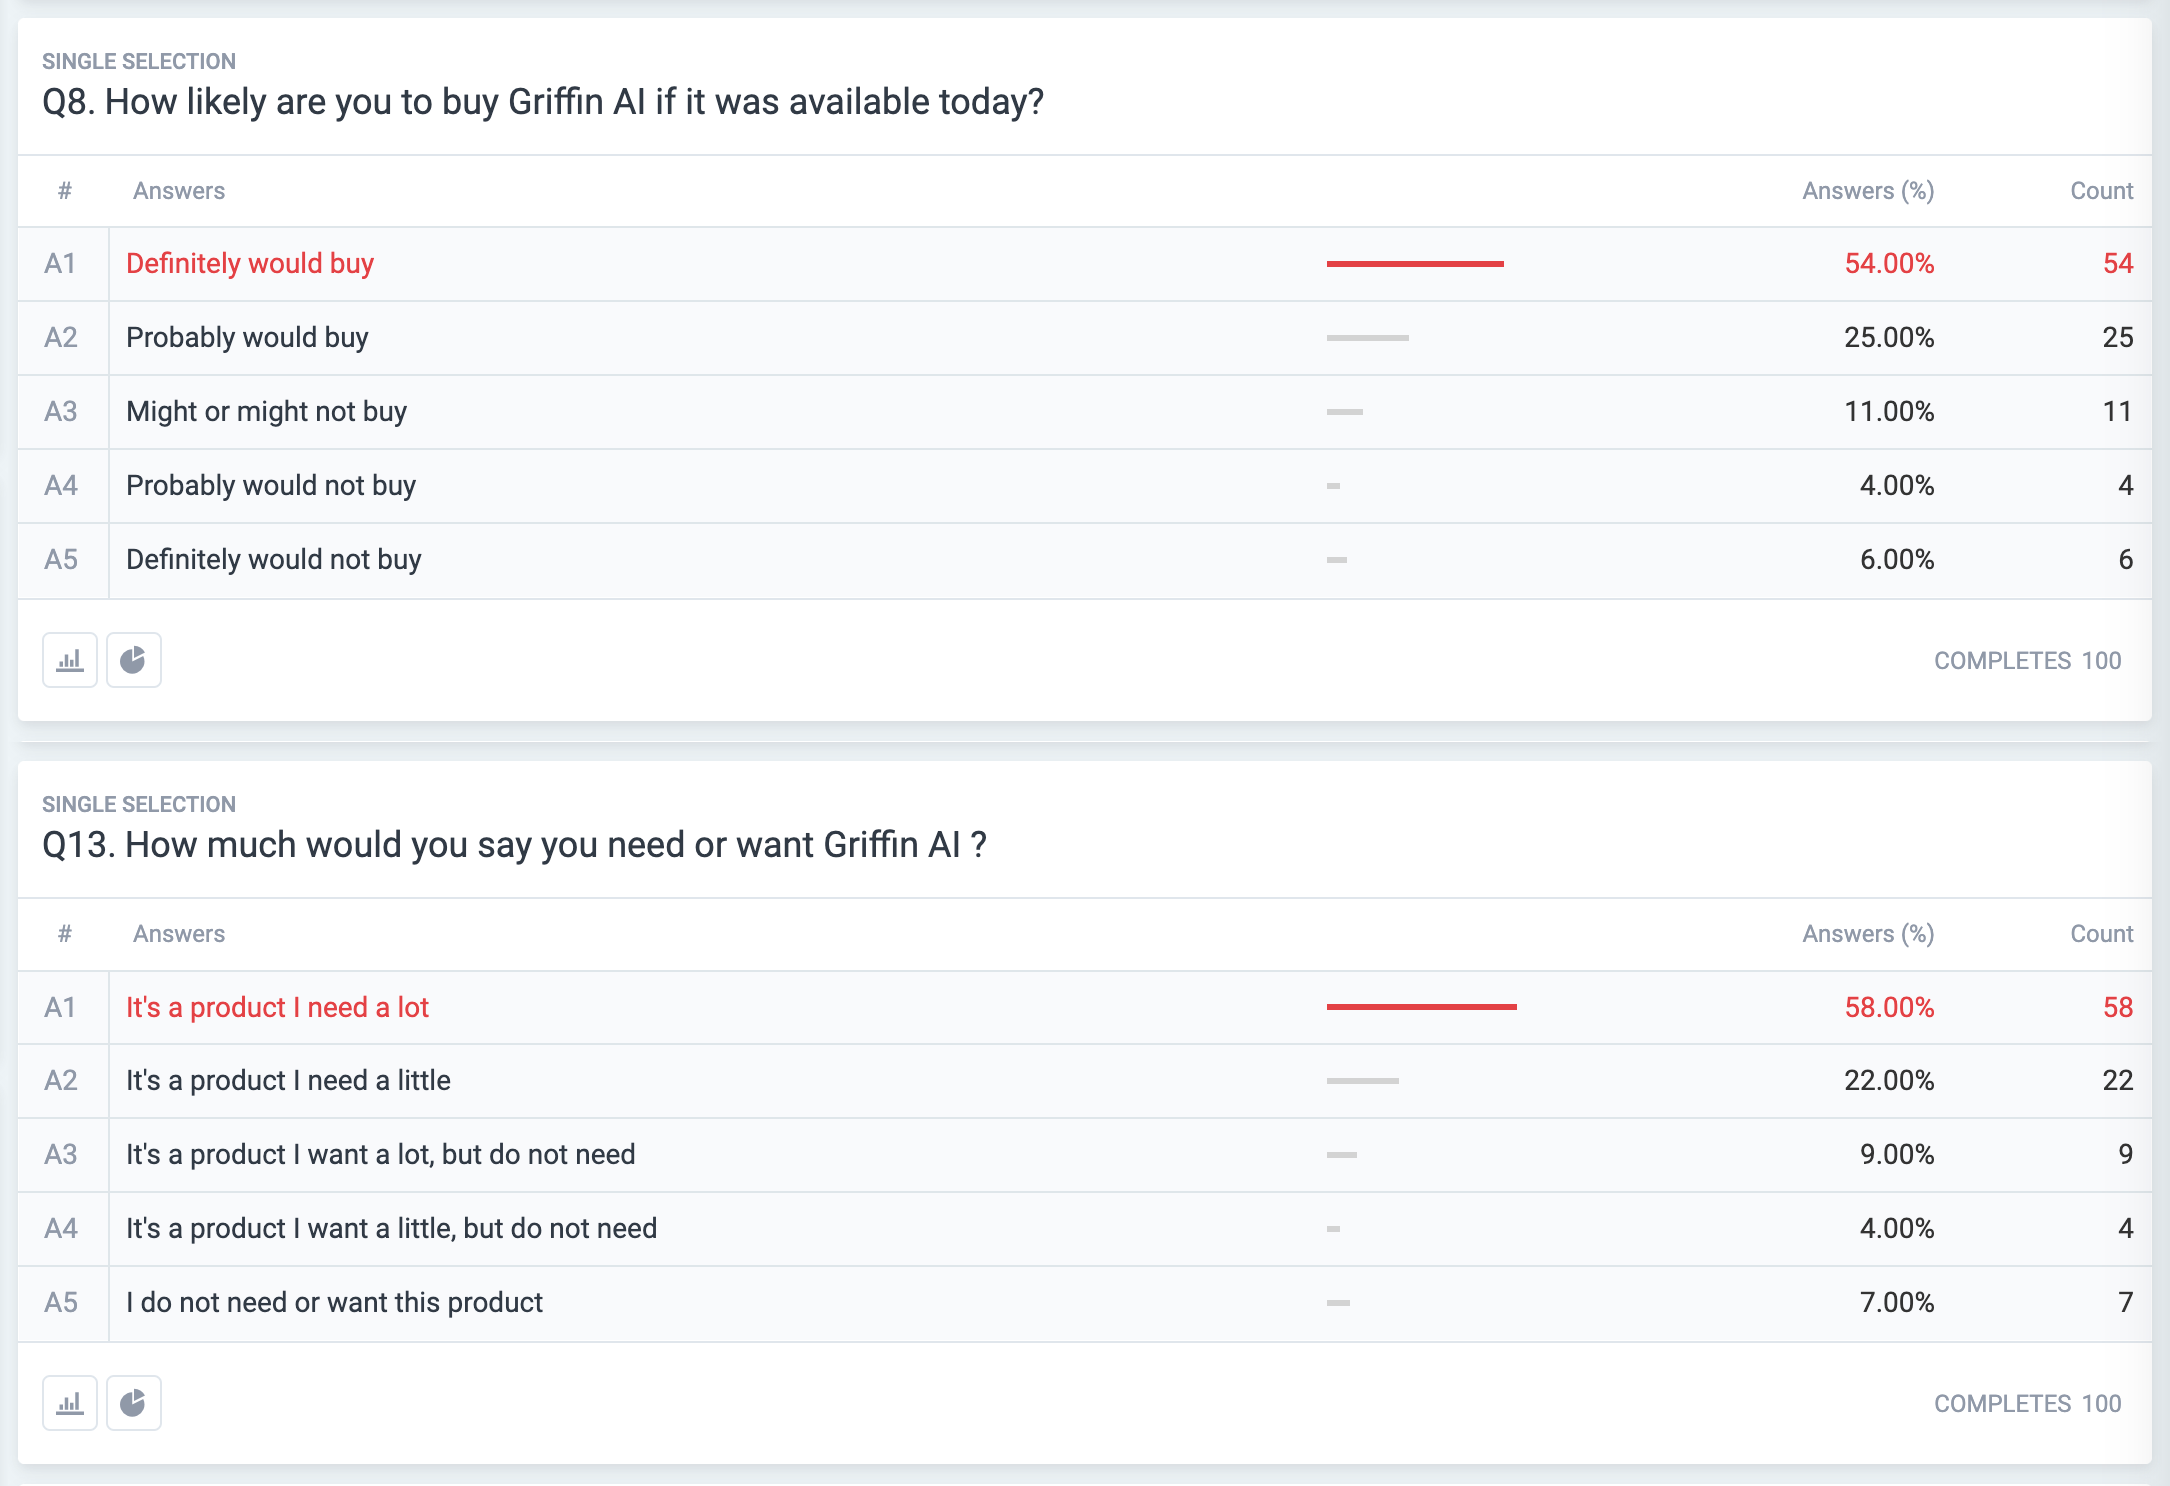 SINGLE SELECTION
Q8. How likely are you to buy Griffin AI if it was available today?
# Answers Answers (%) Count
A1 Definitely would buy 54.00% 54
A2 Probably would buy 25.00% 25
A3 Might or might not buy 11.00% 11
A4 Probably would not buy 4.00% 4
A5 Definitely would not buy 6.00% 6
COMPLETES 100
SINGLE SELECTION
Q13. How much would you say you need or want Griffin AI ?
# Answers Answers (%) Count
A1 It's a product I need a lot 58.00% 58
A2 It's a product I need a little 22.00% 22
A3 It's a product I want a lot, but do not need 9.00% 9
A4 It's a product I want a little, but do not need 4.00% 4
A5 I do not need or want this product 7.00% 7
COMPLETES 100